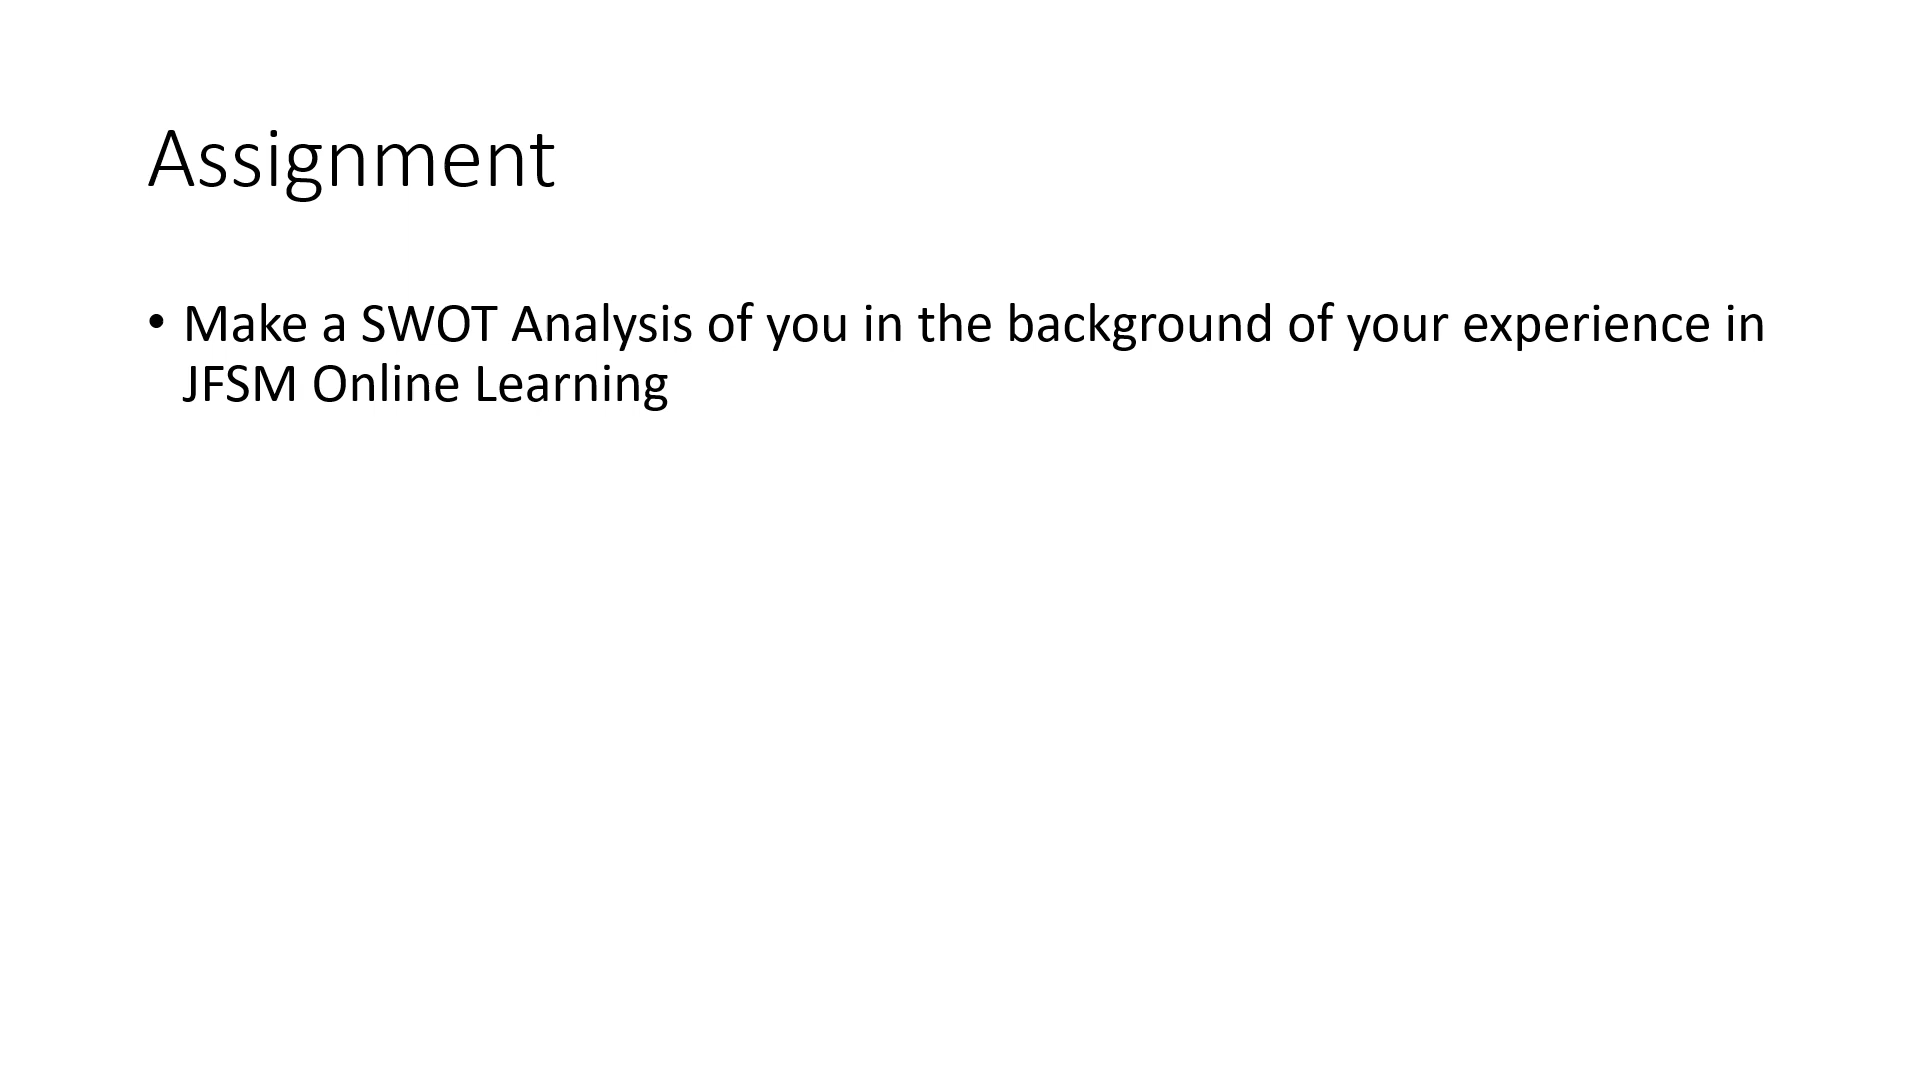 Assignment
• Make a SWOT Analysis of you in the background of your experience in
JFSM Online Learning